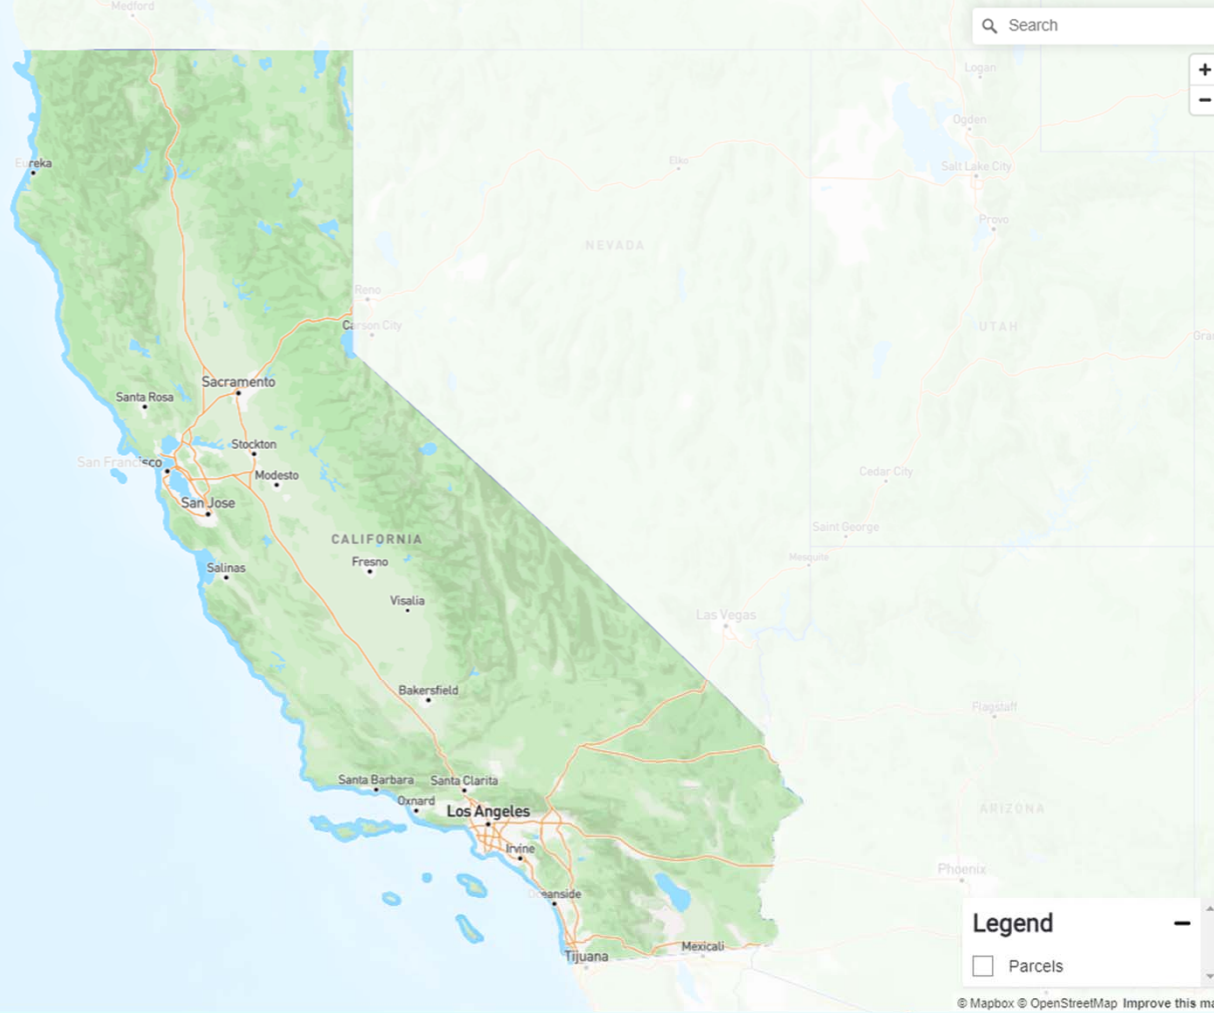 Medford
Search
+
Logan
−
Ogden
Eureka
Elko
Salt Lake City
Provo
NEVADA
Reno
Carson City
UTAH
Gran
Sacramento
Santa Rosa
Stockton
San Francisco
Cedar City
Modesto
San Jose
Saint George
CALIFORNIA
Mesquite
Fresno
Salinas
Visalia
Las Vegas
Bakersfield
Flagstaff
Santa Barbara
Santa Clarita
Oxnard
Los Angeles
ARIZONA
Irvine
Phoenix
Oceanside
Legend −
Mexicali
Tijuana
Parcels
© Mapbox © OpenStreetMap Improve this ma